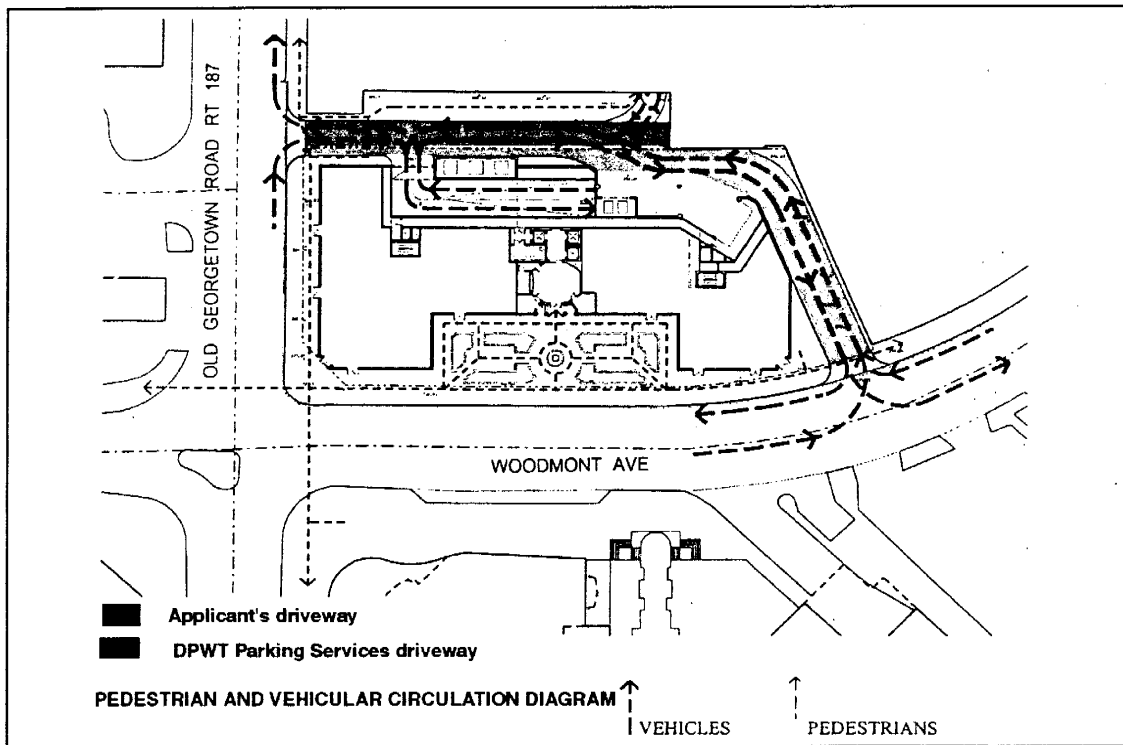 OLD GEORGETOWN ROAD RT 187
WOODMONT AVE
Applicant's driveway
DPWT Parking Services driveway
PEDESTRIAN AND VEHICULAR CIRCULATION DIAGRAM
VEHICLES
PEDESTRIANS